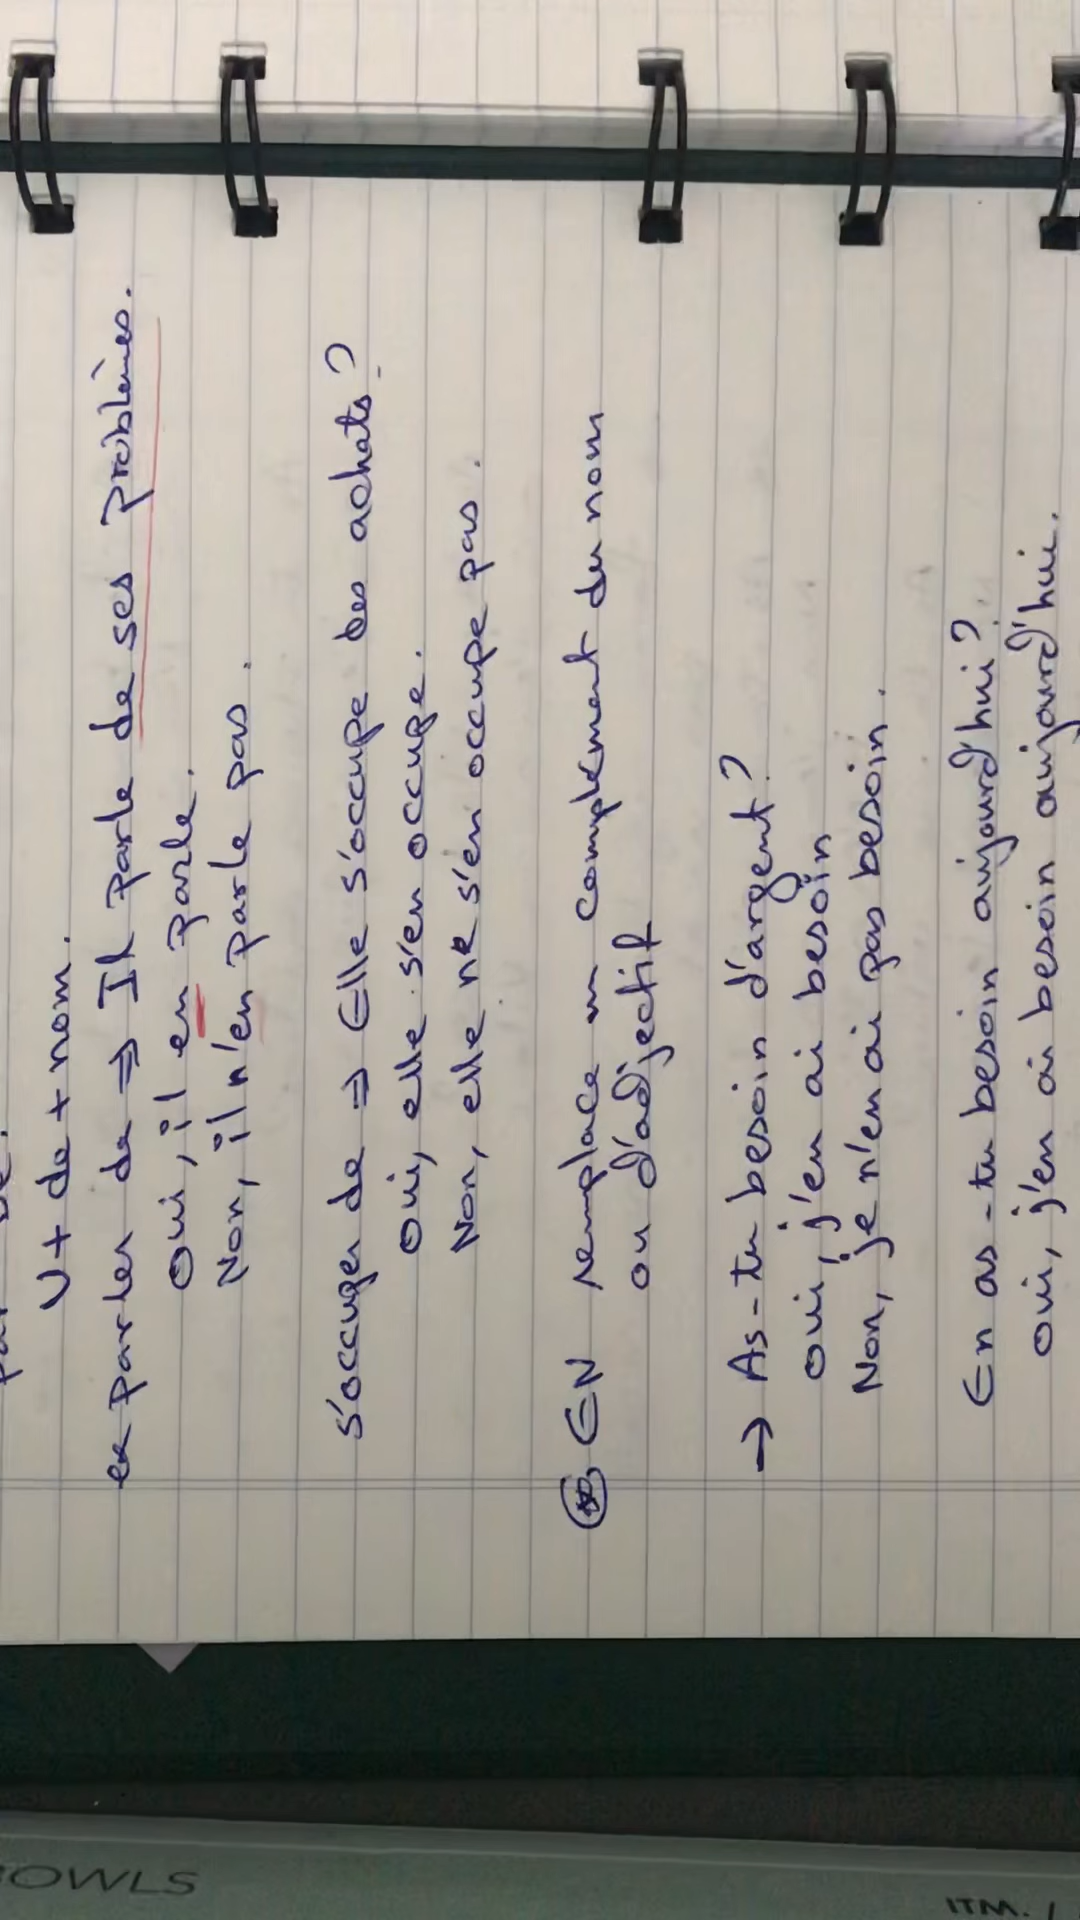 V + de + nom.
ex parler de ⇒ Il parle de ses problèmes.
Oui, il en parle.
Non, il n'en parle pas.
s'occuper de ⇒ Elle s'occupe des achats ?
Oui, elle s'en occupe.
Non, elle ne s'en occupe pas.
EN remplace un complément du nom
ou d'adjectif
→ As-tu besoin d'argent ?
Oui, j'en ai besoin
Non, je n'en ai pas besoin.
En as-tu besoin aujourd'hui ?
Oui, j'en ai besoin aujourd'hui.
OWLS
ITM.